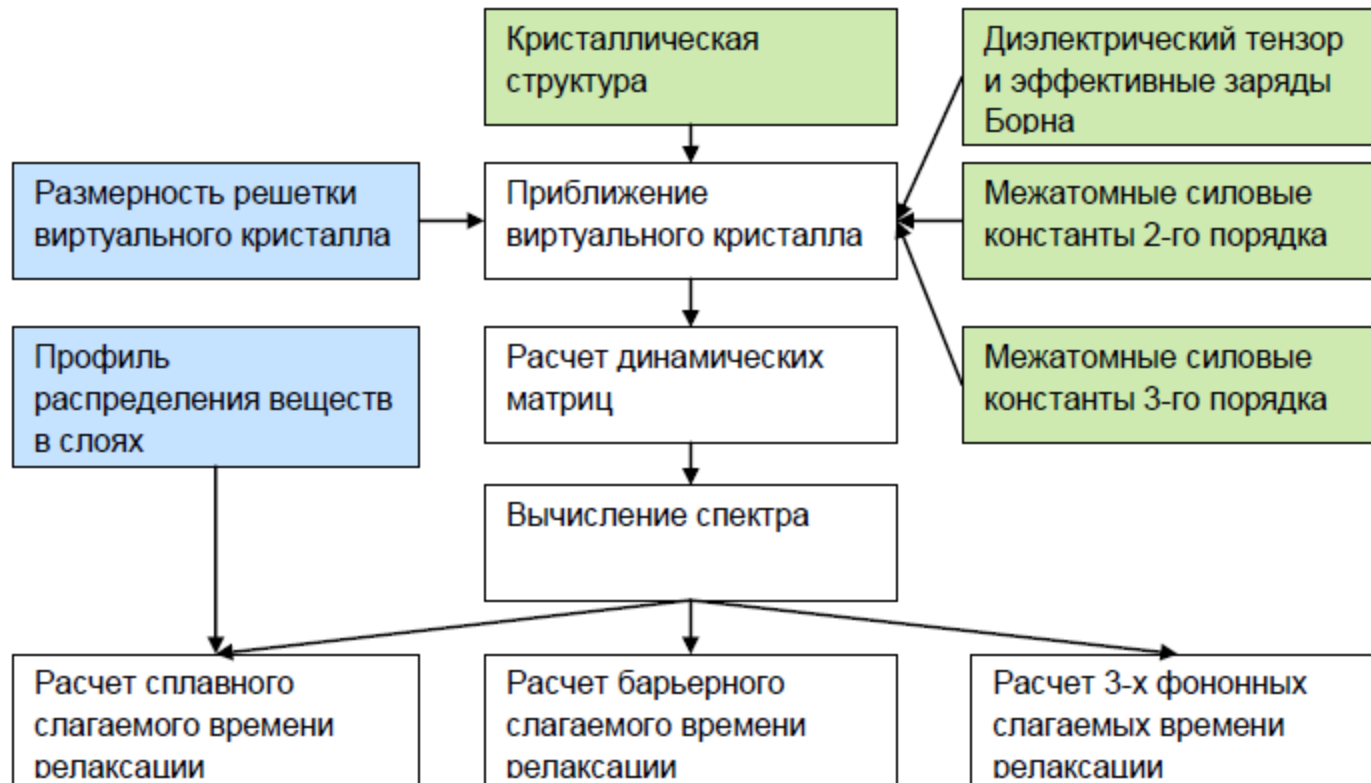 Кристаллическая
структура
Диэлектрический тензор
и эффективные заряды
Борна
Размерность решетки
виртуального кристалла
Приближение
виртуального кристалла
Межатомные силовые
константы 2-го порядка
Профиль
распределения веществ
в слоях
Расчет динамических
матриц
Межатомные силовые
константы 3-го порядка
Вычисление спектра
Расчет сплавного
слагаемого времени
релаксации
Расчет барьерного
слагаемого времени
релаксации
Расчет 3-х фононных
слагаемых времени
релаксации